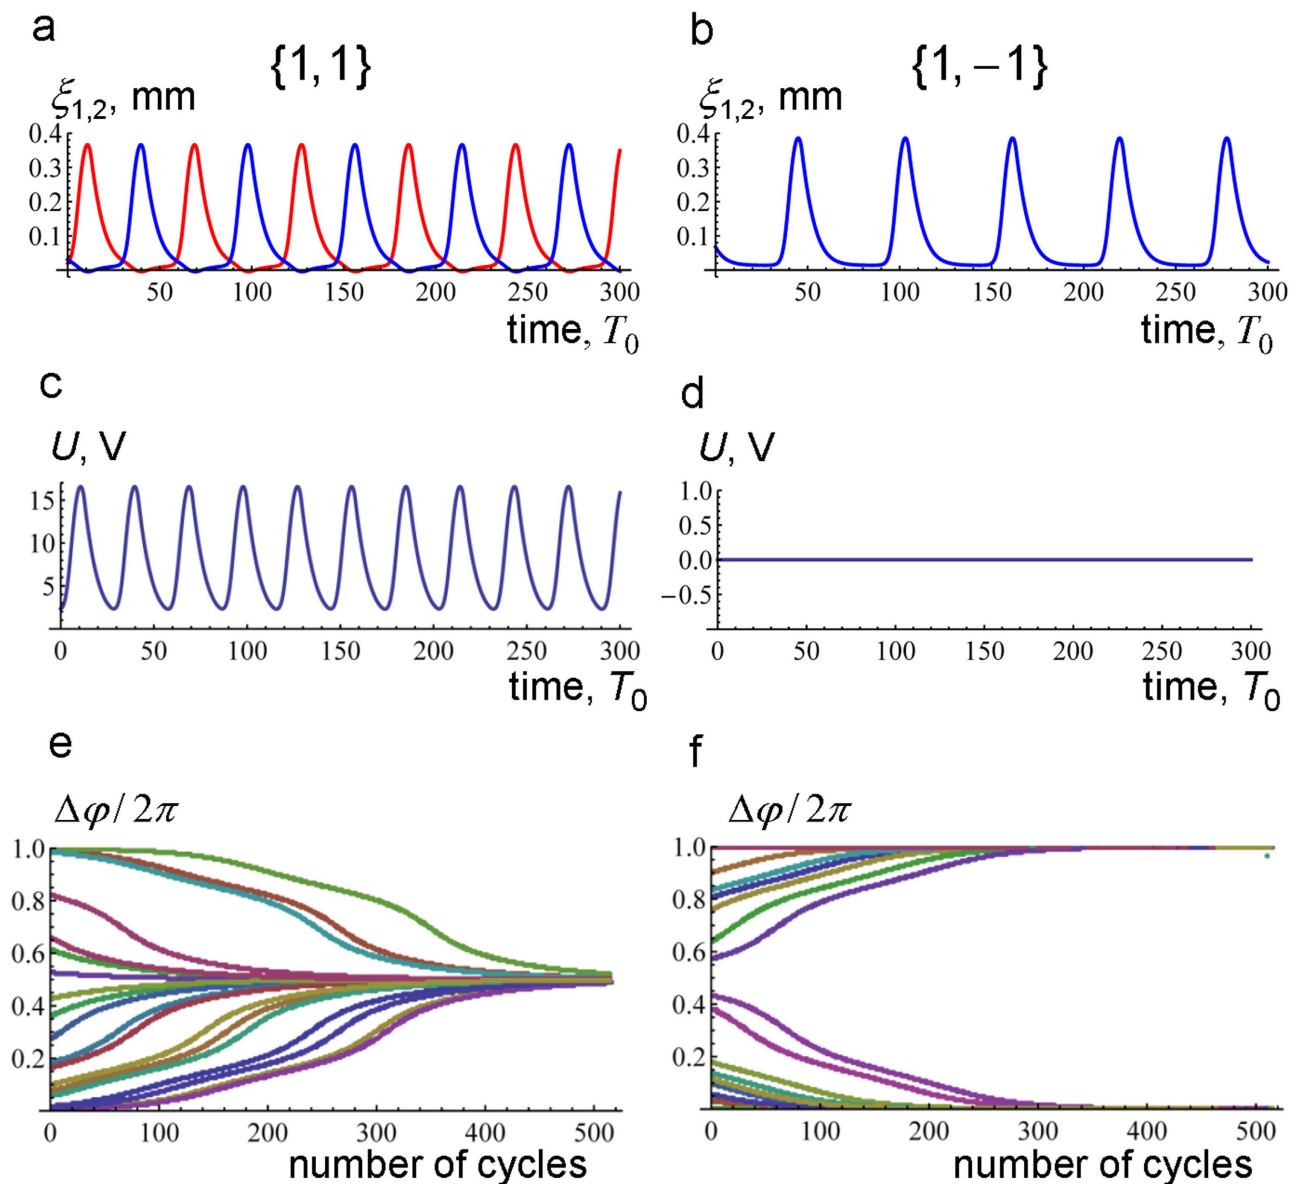 a
{1, 1}
ξ1,2, mm
0.4
0.3
0.2
0.1
50 100 150 200 250 300
time, T0
b
{1, −1}
ξ1,2, mm
0.4
0.3
0.2
0.1
50 100 150 200 250 300
time, T0
c
U, V
15
10
5
0 50 100 150 200 250 300
time, T0
d
U, V
1.0
0.5
0.0
−0.5
0 50 100 150 200 250 300
time, T0
e
Δφ/2π
1.0
0.8
0.6
0.4
0.2
0 100 200 300 400 500
number of cycles
f
Δφ/2π
1.0
0.8
0.6
0.4
0.2
0 100 200 300 400 500
number of cycles